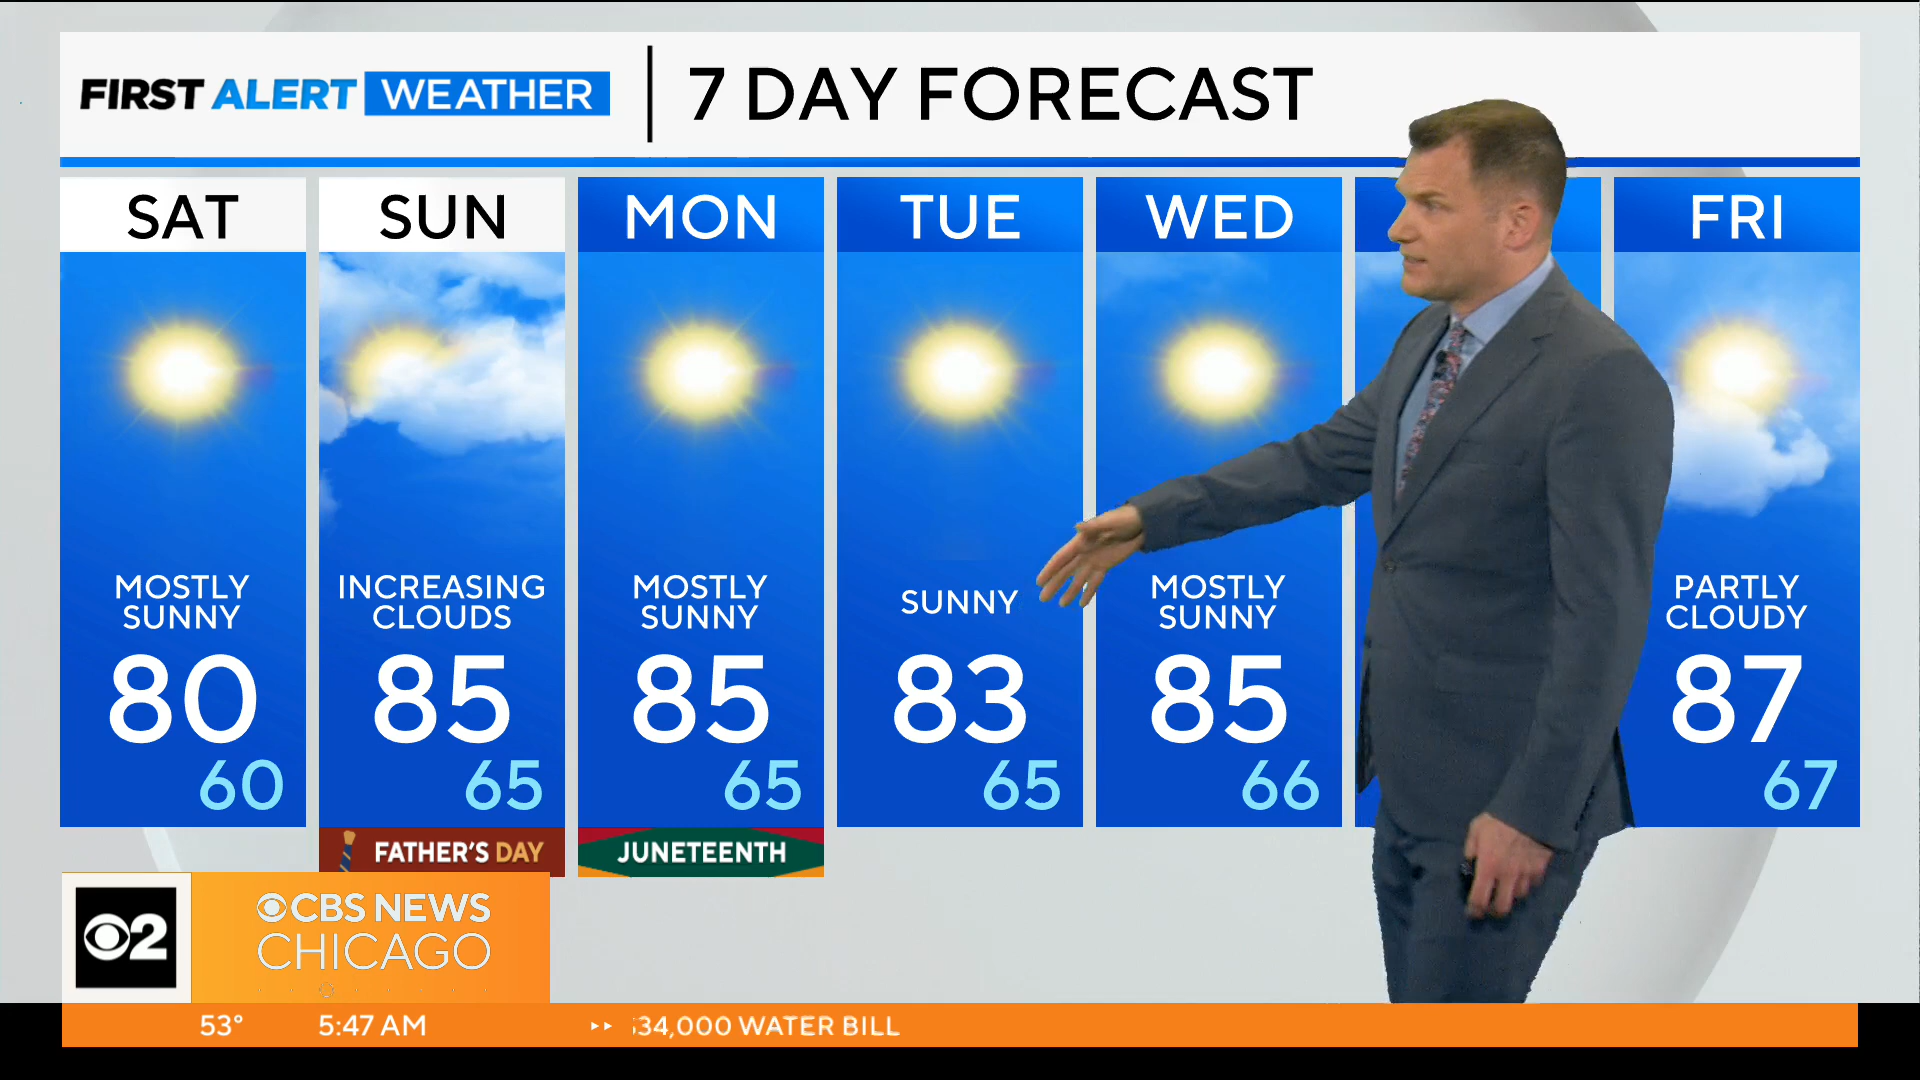 FIRST ALERT WEATHER
7 DAY FORECAST
SAT
SUN
MON
TUE
WED
FRI
MOSTLY
SUNNY
80
60
INCREASING
CLOUDS
85
65
FATHER'S DAY
MOSTLY
SUNNY
85
65
JUNETEENTH
SUNNY
83
65
MOSTLY
SUNNY
85
66
PARTLY
CLOUDY
87
67
2
CBS NEWS
CHICAGO
53°
5:47 AM
34,000 WATER BILL